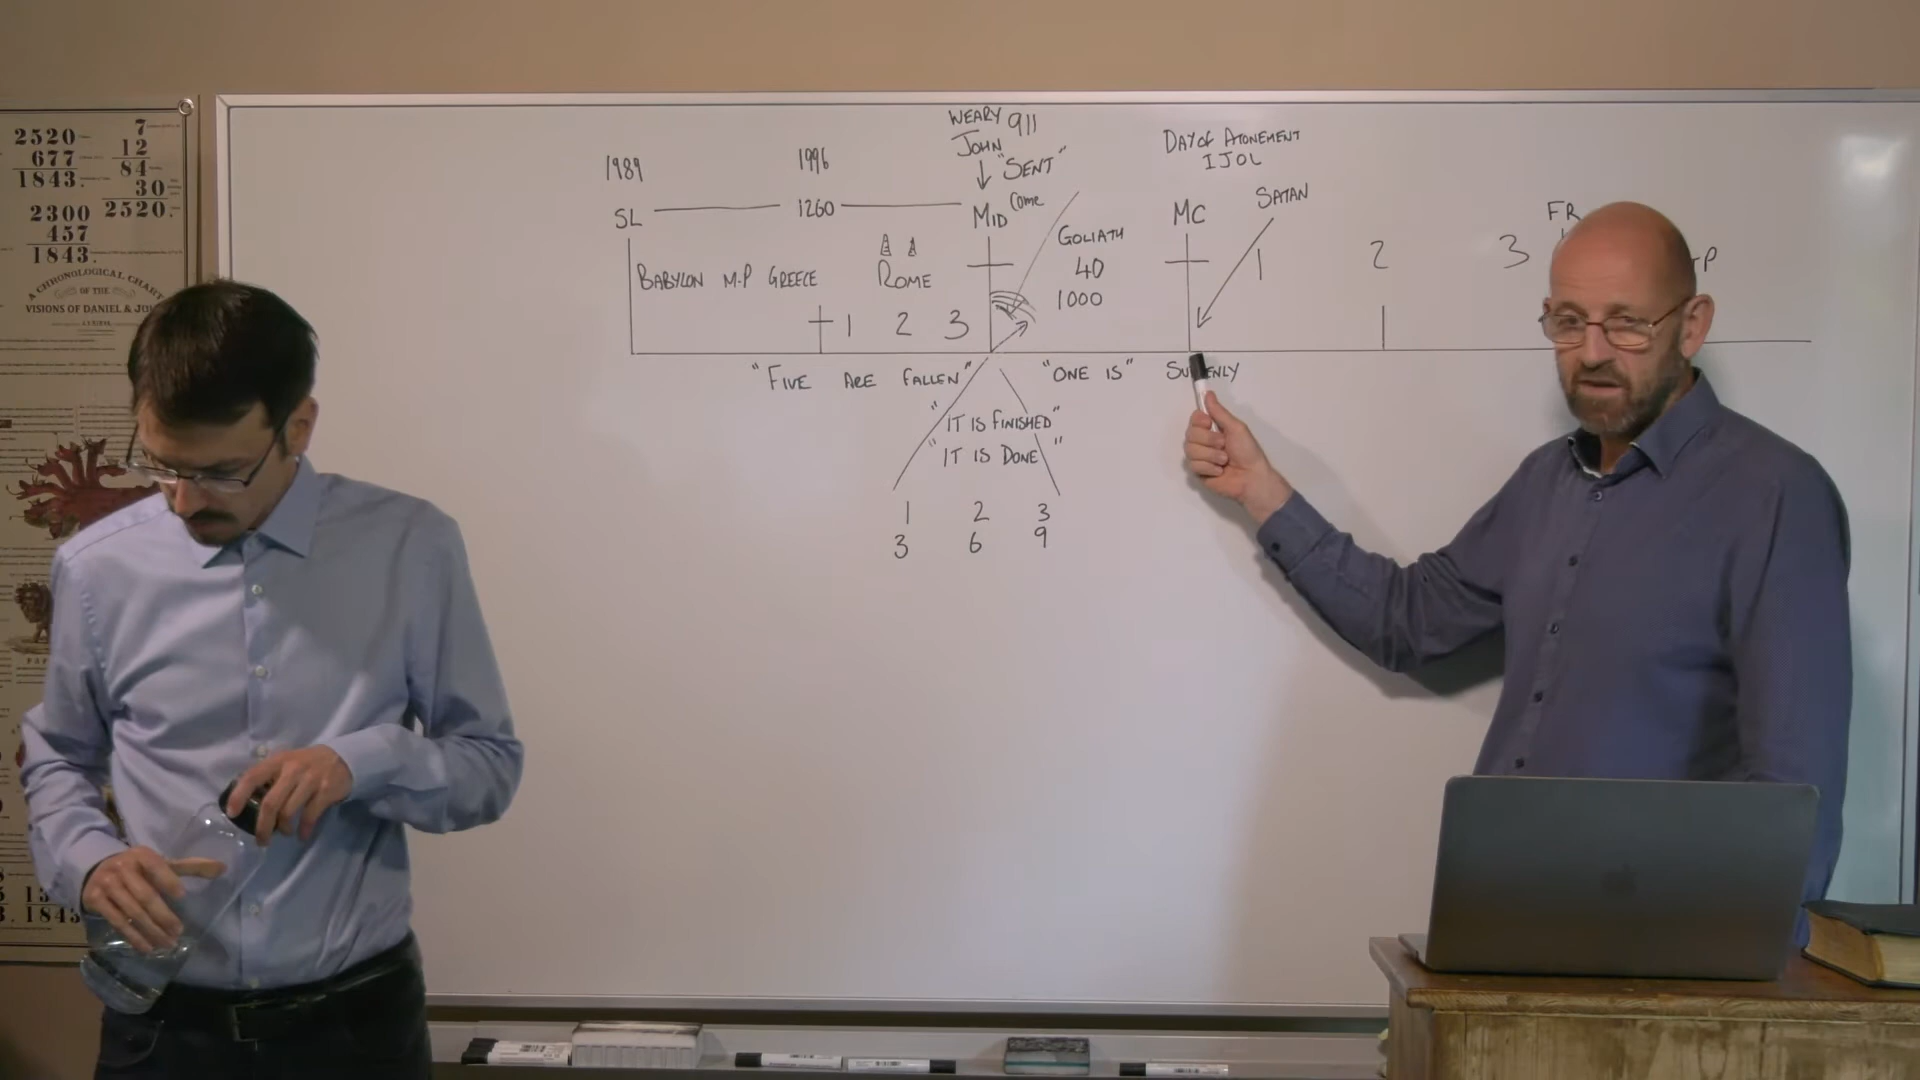 2520
677
1843.
7
12
84
30
2520.
2300
457
1843.
A CHRONOLOGICAL CHART
OF THE
VISIONS OF DANIEL & JO
15
1843
WEARY 911
JOHN
"SENT"
1989
1996
SL
1260
MID
COME
BABYLON M-P GREECE
ROME
1 2 3
GOLIATH
40
1000
DAY OF ATONEMENT
IJOL
MC
SATAN
1 2 3
FR
P
"FIVE ARE FALLEN"
"ONE IS"
"IT IS FINISHED"
"IT IS DONE"
1 2 3
3 6 9